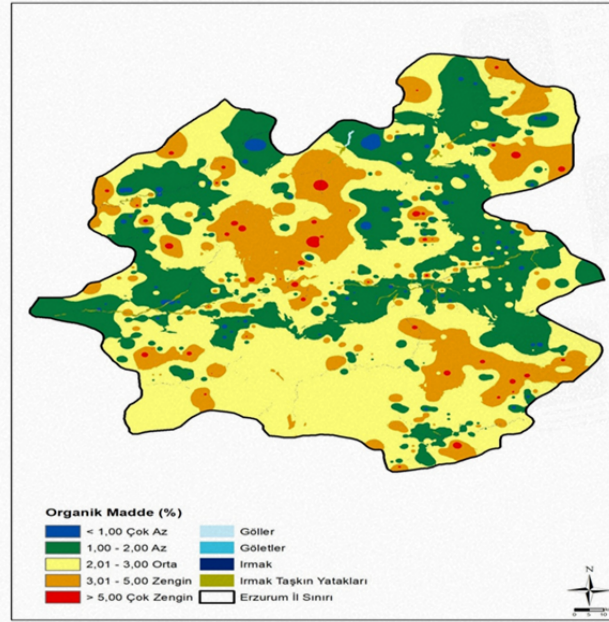 Organik Madde (%)
< 1,00 Çok Az
1,00 - 2,00 Az
2,01 - 3,00 Orta
3,01 - 5,00 Zengin
> 5,00 Çok Zengin
Göller
Göletler
Irmak
Irmak Taşkın Yatakları
Erzurum İl Sınırı
N